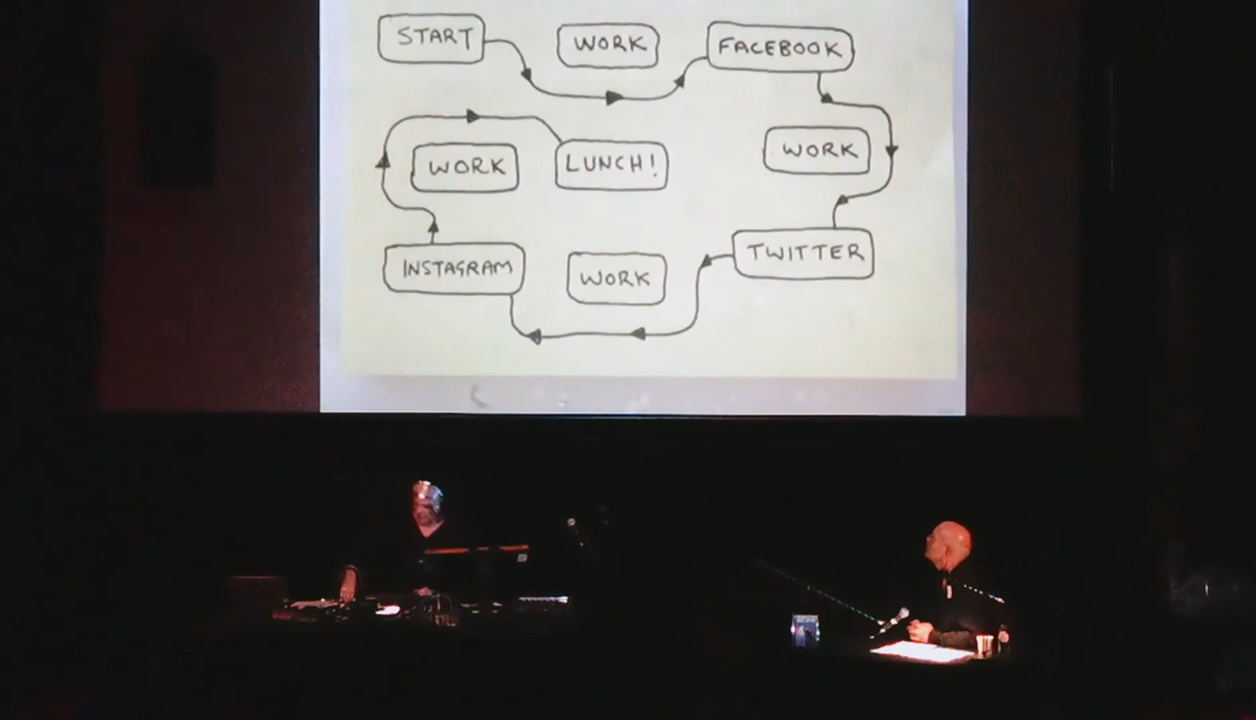 START
WORK
FACEBOOK
WORK
LUNCH!
WORK
TWITTER
INSTAGRAM
WORK